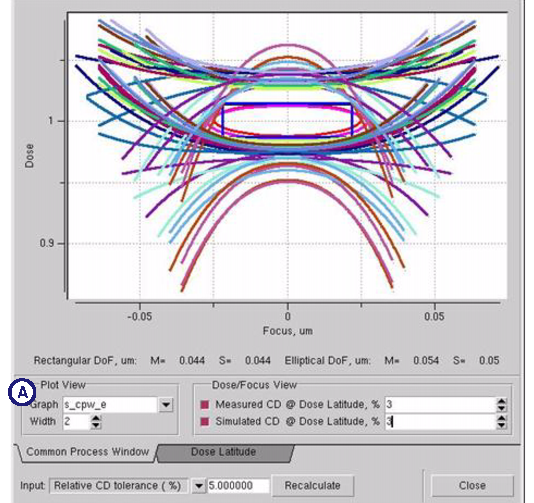 Dose
1
0.9
-0.05
0
0.05
Focus, um
Rectangular DoF, um: M= 0.044 S= 0.044 Elliptical DoF, um: M= 0.054 S= 0.05
A
Plot View
Graph s_cpw_e
Width 2
Dose/Focus View
Measured CD @ Dose Latitude, % 3
Simulated CD @ Dose Latitude, % 3
Common Process Window
Dose Latitude
Input: Relative CD tolerance ( % ) 5.000000 Recalculate Close